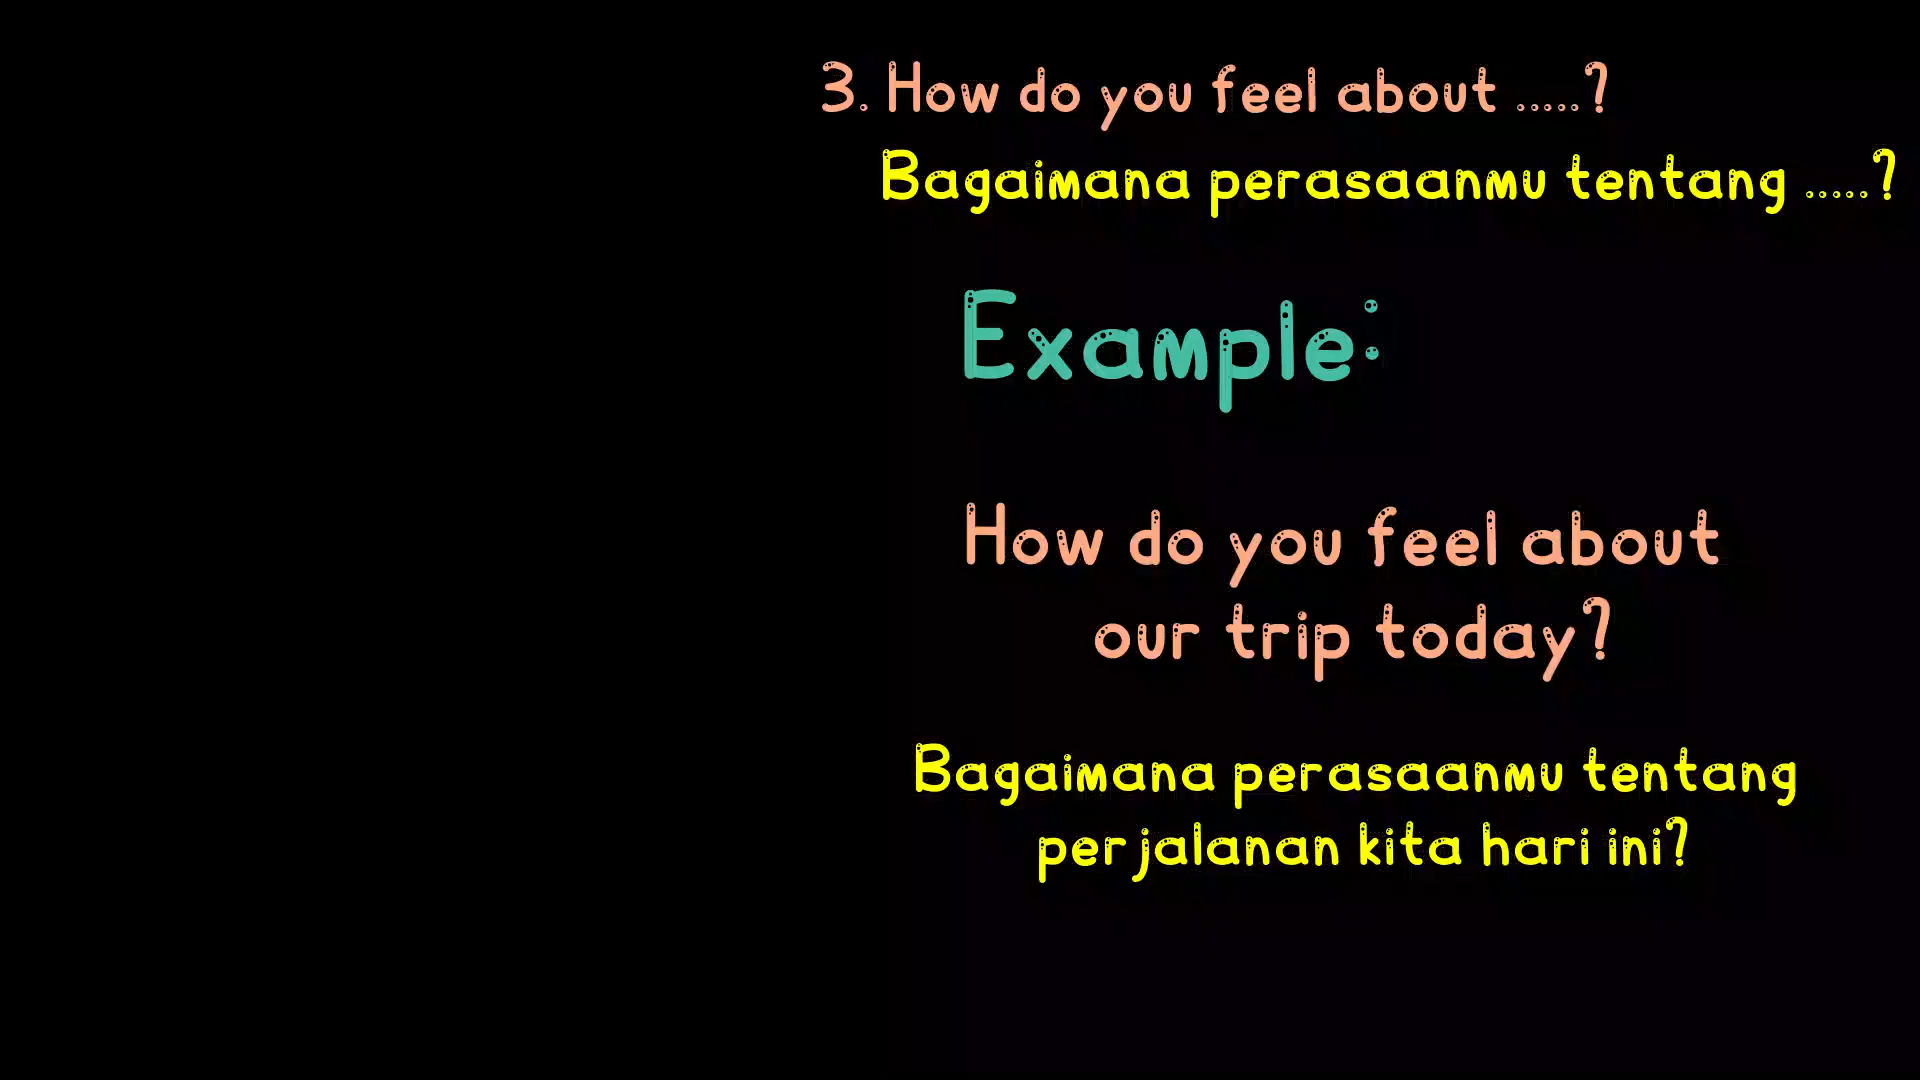 3. How do you feel about .....?
Bagaimana perasaanmu tentang .....?
Example:
How do you feel about
our trip today?
Bagaimana perasaanmu tentang
perjalanan kita hari ini?